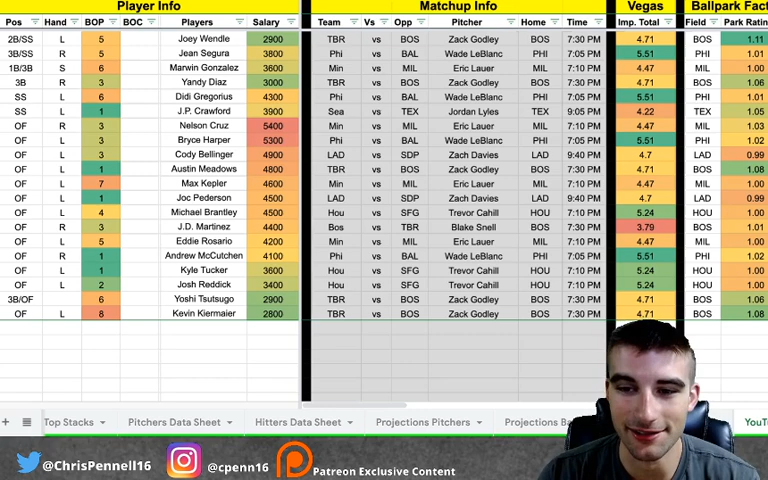 Player Info Matchup Info Vegas Ballpark Fact
Pos Hand BOP BOC Players Salary Team Vs Opp Pitcher Home Time Imp. Total Field Park Rating
2B/SS L 5 Joey Wendle 2900 TBR vs BOS Zack Godley BOS 7:30 PM 4.71 BOS 1.11
3B/SS R 5 Jean Segura 3800 Phi vs BAL Wade LeBlanc PHI 7:05 PM 5.51 PHI 1.01
1B/3B S 6 Marwin Gonzalez 3600 Min vs MIL Eric Lauer MIL 7:10 PM 4.47 MIL 1.00
3B R 3 Yandy Diaz 3000 TBR vs BOS Zack Godley BOS 7:30 PM 4.71 BOS 1.06
SS L 6 Didi Gregorius 4300 Phi vs BAL Wade LeBlanc PHI 7:05 PM 5.51 PHI 1.01
SS L 1 J.P. Crawford 3900 Sea vs TEX Jordan Lyles TEX 9:05 PM 4.22 TEX 1.05
OF R 3 Nelson Cruz 5400 Min vs MIL Eric Lauer MIL 7:10 PM 4.47 MIL 1.03
OF L 3 Bryce Harper 5300 Phi vs BAL Wade LeBlanc PHI 7:05 PM 5.51 PHI 1.02
OF L 3 Cody Bellinger 4900 LAD vs SDP Zach Davies LAD 9:40 PM 4.7 LAD 0.99
OF L 1 Austin Meadows 4800 TBR vs BOS Zack Godley BOS 7:30 PM 4.71 BOS 1.08
OF L 7 Max Kepler 4600 Min vs MIL Eric Lauer MIL 7:10 PM 4.47 MIL 1.00
OF L 1 Joc Pederson 4500 LAD vs SDP Zach Davies LAD 9:40 PM 4.7 LAD 0.99
OF L 4 Michael Brantley 4500 Hou vs SFG Trevor Cahill HOU 7:10 PM 5.24 HOU 1.00
OF R 3 J.D. Martinez 4400 Bos vs TBR Blake Snell BOS 7:30 PM 3.79 BOS 1.01
OF L 5 Eddie Rosario 4200 Min vs MIL Eric Lauer MIL 7:10 PM 4.47 MIL 1.00
OF R 1 Andrew McCutchen 4100 Phi vs BAL Wade LeBlanc PHI 7:05 PM 5.51 PHI 1.01
OF L 1 Kyle Tucker 3600 Hou vs SFG Trevor Cahill HOU 7:10 PM 5.24 HOU 1.00
OF L 2 Josh Reddick 3400 Hou vs SFG Trevor Cahill HOU 7:10 PM 5.24 HOU 1.00
3B/OF 6 Yoshi Tsutsugo 2900 TBR vs BOS Zack Godley BOS 7:30 PM 4.71 BOS 1.06
OF L 8 Kevin Kiermaier 2800 TBR vs BOS Zack Godley BOS 7:30 PM 4.71 BOS 1.08
+ Top Stacks Pitchers Data Sheet Hitters Data Sheet Projections Pitchers Projections Ba YouT
@ChrisPennell16 @cpenn16 Patreon Exclusive Content